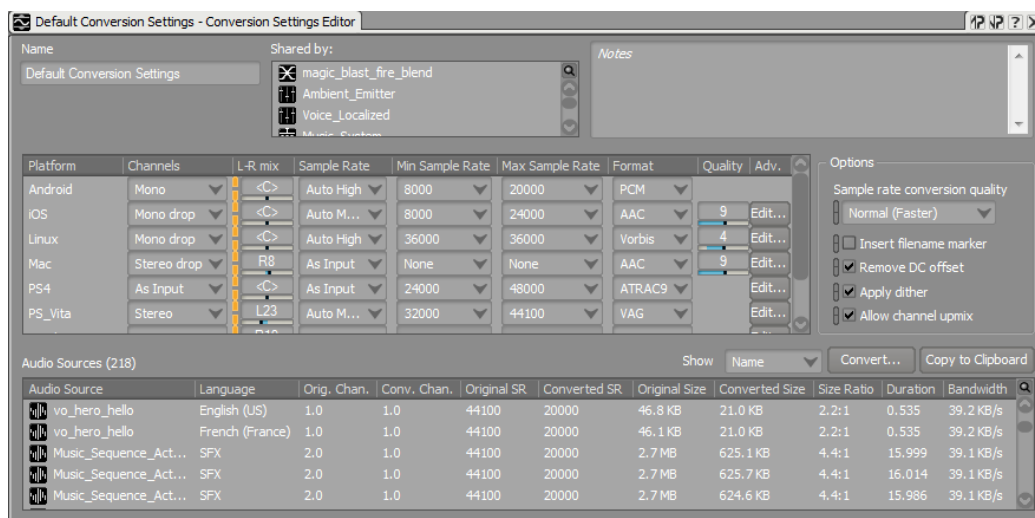 Default Conversion Settings - Conversion Settings Editor
Name
Shared by:
Notes
Default Conversion Settings
magic_blast_fire_blend
Ambient_Emitter
Voice_Localized
Music_System
Platform Channels L-R mix Sample Rate Min Sample Rate Max Sample Rate Format Quality Adv.
Android Mono <C> Auto High 8000 20000 PCM
iOS Mono drop <C> Auto M... 8000 24000 AAC 9 Edit...
Linux Mono drop <C> Auto High 36000 36000 Vorbis 4 Edit...
Mac Stereo drop R8 As Input None None AAC 9 Edit...
PS4 As Input <C> As Input 24000 48000 ATRAC9 Edit...
PS_Vita Stereo L23 Auto M... 32000 44100 VAG Edit...
Options
Sample rate conversion quality
Normal (Faster)
Insert filename marker
Remove DC offset
Apply dither
Allow channel upmix
Audio Sources (218) Show Name Convert... Copy to Clipboard
Audio Source Language Orig. Chan. Conv. Chan. Original SR Converted SR Original Size Converted Size Size Ratio Duration Bandwidth
vo_hero_hello English (US) 1.0 1.0 44100 20000 46.8 KB 21.0 KB 2.2:1 0.535 39.2 KB/s
vo_hero_hello French (France) 1.0 1.0 44100 20000 46.1 KB 21.0 KB 2.2:1 0.535 39.2 KB/s
Music_Sequence_Act... SFX 2.0 1.0 44100 20000 2.7 MB 625.1 KB 4.4:1 15.999 39.1 KB/s
Music_Sequence_Act... SFX 2.0 1.0 44100 20000 2.7 MB 625.7 KB 4.4:1 16.014 39.1 KB/s
Music_Sequence_Act... SFX 2.0 1.0 44100 20000 2.7 MB 624.6 KB 4.4:1 15.986 39.1 KB/s